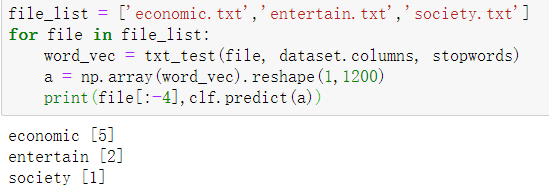 file_list = ['economic.txt','entertain.txt','society.txt']
for file in file_list:
    word_vec = txt_test(file, dataset.columns, stopwords)
    a = np.array(word_vec).reshape(1,1200)
    print(file[:-4],clf.predict(a))
economic [5]
entertain [2]
society [1]